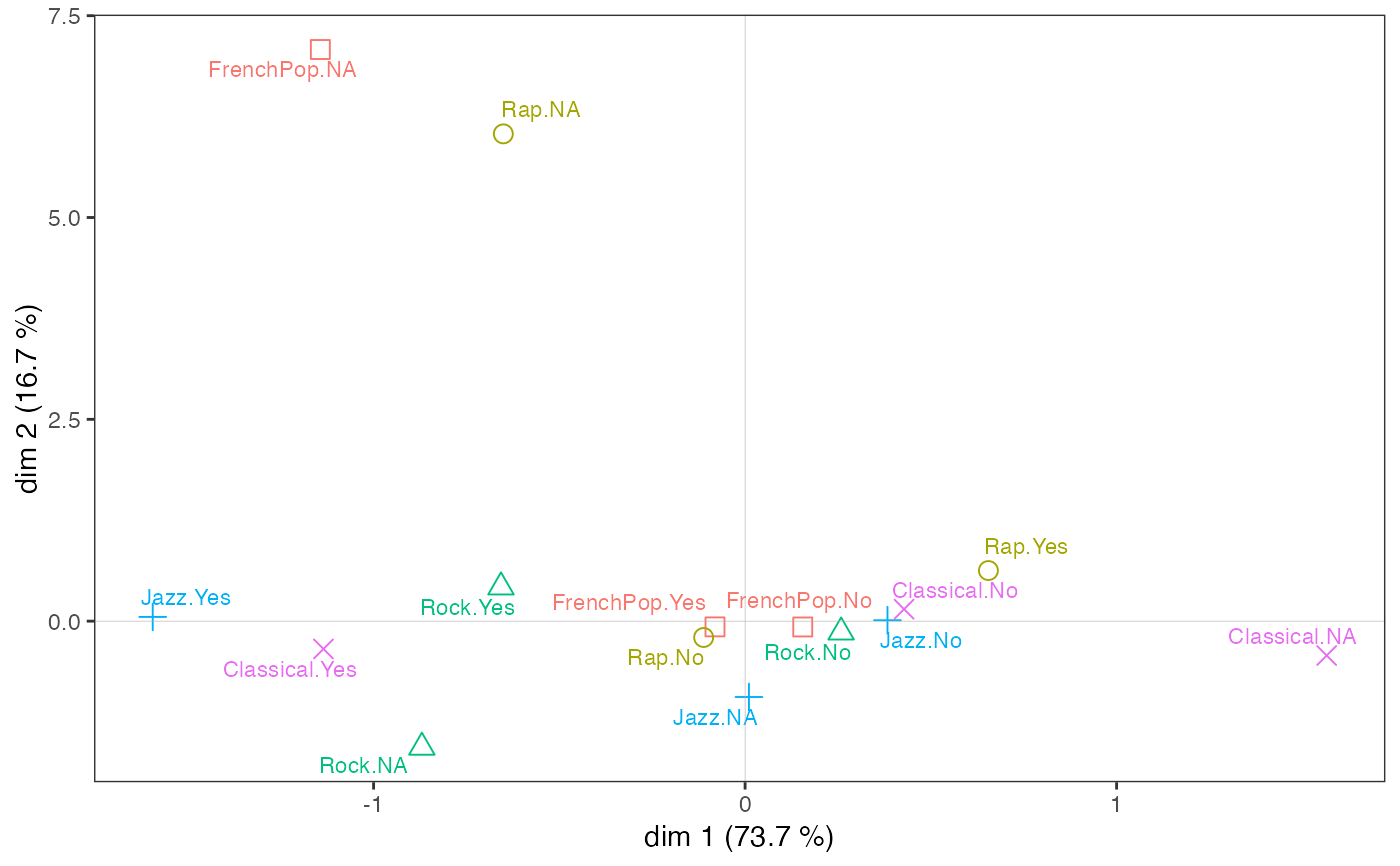 7.5
FrenchPop.NA
Rap.NA
5.0
dim 2 (16.7 %)
2.5
Rap.Yes
Jazz.Yes
Rock.Yes
FrenchPop.Yes
FrenchPop.No
Classical.No
0.0
Classical.Yes
Rap.No
Rock.No
Jazz.No
Classical.NA
Jazz.NA
Rock.NA
-1
0
1
dim 1 (73.7 %)